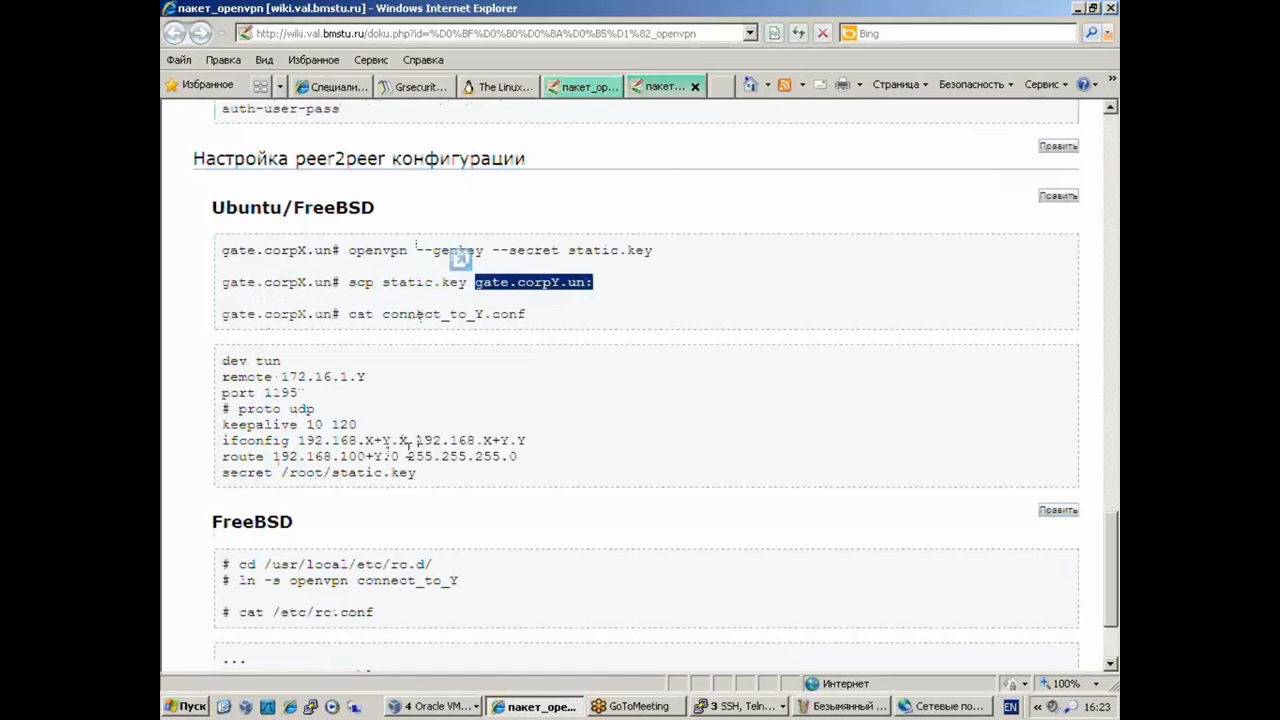 пакет_openvpn [wiki.val.bmstu.ru] - Windows Internet Explorer
http://wiki.val.bmstu.ru/doku.php?id=%D0%BF%D0%B0%D0%BA%D0%B5%D1%82_openvpn
Bing
Файл Правка Вид Избранное Сервис Справка
Избранное Специали... Grsecurit... The Linux... пакет_op... пакет... Страница Безопасность Сервис
auth-user-pass
Настройка peer2peer конфигурации
Править
Ubuntu/FreeBSD
Править
gate.corpX.un# openvpn --genkey --secret static.key
gate.corpX.un# scp static.key gate.corpY.un:
gate.corpX.un# cat connect_to_Y.conf
dev tun
remote 172.16.1.Y
port 1195
# proto udp
keepalive 10 120
ifconfig 192.168.X+Y.X 192.168.X+Y.Y
route 192.168.100+Y.0 255.255.255.0
secret /root/static.key
FreeBSD
Править
# cd /usr/local/etc/rc.d/
# ln -s openvpn connect_to_Y
# cat /etc/rc.conf
...
Интернет 100%
Пуск 4 Oracle VM... пакет_ope... GoToMeeting 3 SSH, Teln... Безымянный ... Сетевые по... EN 16:23